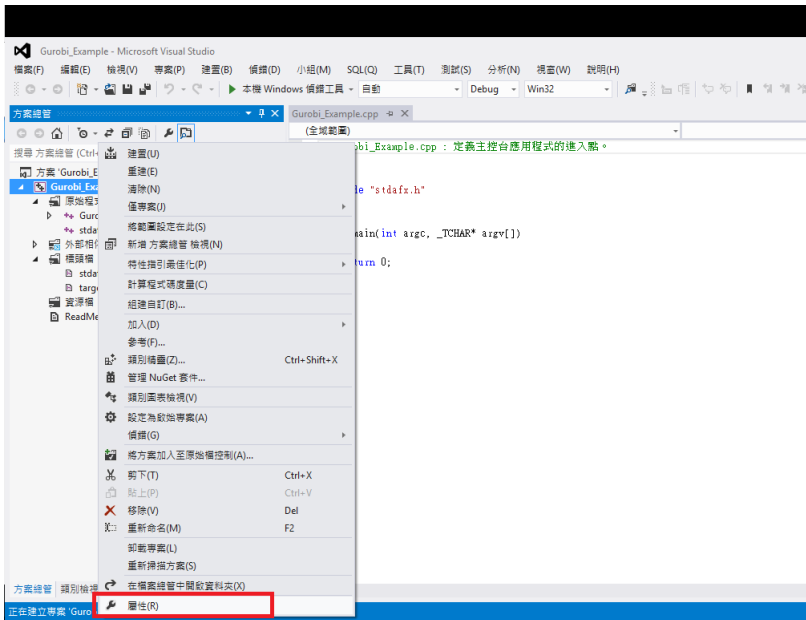 Gurobi_Example - Microsoft Visual Studio
檔案(F) 編輯(E) 檢視(V) 專案(P) 建置(B) 偵錯(D) 小組(M) SQL(Q) 工具(T) 測試(S) 分析(N) 視窗(W) 說明(H)
本機 Windows 偵錯工具 自動 Debug Win32
方案總管
Gurobi_Example.cpp
(全域範圍)
搜尋 方案總管 (Ctrl+
方案 'Gurobi_E
Gurobi_Exa
原始程式
Guro
stda
外部相依
標頭檔
stda
targe
資源檔
ReadMe
建置(U)
重建(E)
清除(N)
僅專案(J)
將範圍設定在此(S)
新增 方案總管 檢視(N)
特性指引最佳化(P)
計算程式碼度量(C)
組建自訂(B)...
加入(D)
參考(F)...
類別精靈(Z)... Ctrl+Shift+X
管理 NuGet 套件...
類別圖表檢視(V)
設定為啟始專案(A)
偵錯(G)
將方案加入至原始檔控制(A)...
剪下(T) Ctrl+X
貼上(P) Ctrl+V
移除(V) Del
重新命名(M) F2
卸載專案(L)
重新掃描方案(S)
在檔案總管中開啟資料夾(X)
屬性(R)
obi_Example.cpp : 定義主控台應用程式的進入點。
de "stdafx.h"
main(int argc, _TCHAR* argv[])
turn 0;
方案總管 類別檢視
正在建立專案 'Guro